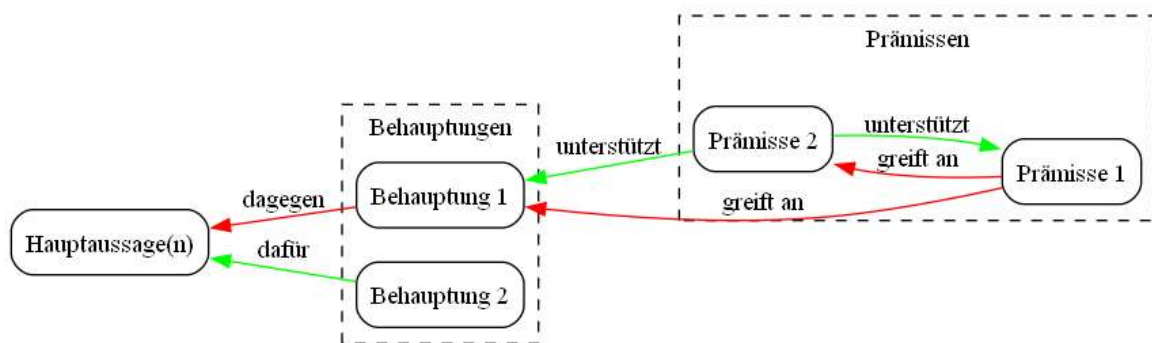 Prämissen
Behauptungen
unterstützt
Prämisse 2
unterstützt
greift an
Prämisse 1
dagegen
Behauptung 1
greift an
Hauptaussage(n)
dafür
Behauptung 2